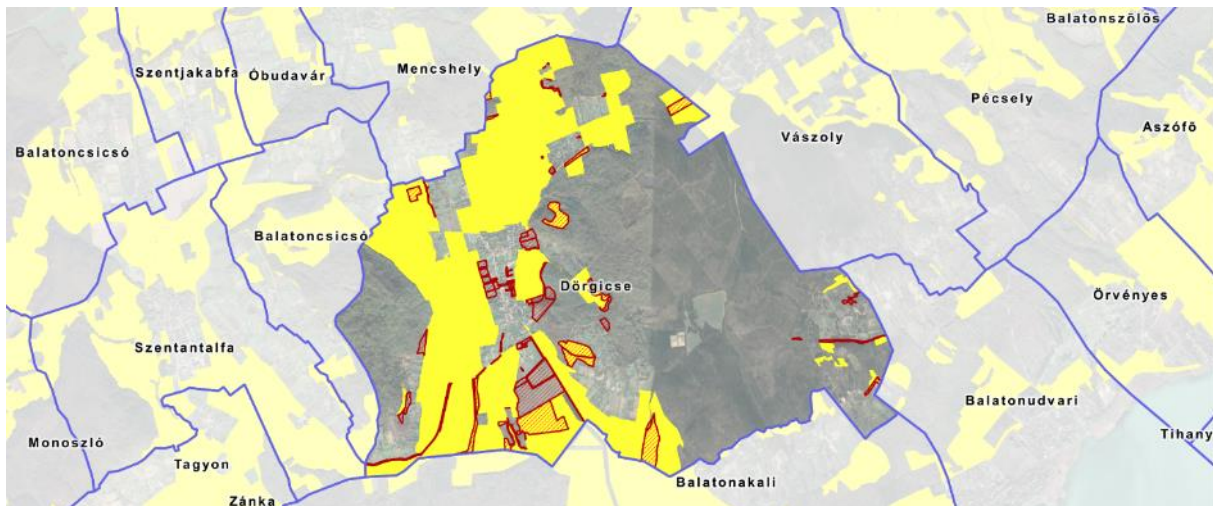 Balatonszőlős
Szentjakabfa
Óbudavár
Mencshely
Pécsely
Aszófő
Vászoly
Balatoncsicsó
Balatoncsicsó
Dörgicse
Örvényes
Szentantalfa
Balatonudvari
Monoszló
Tihany
Tagyon
Balatonakali
Zánka